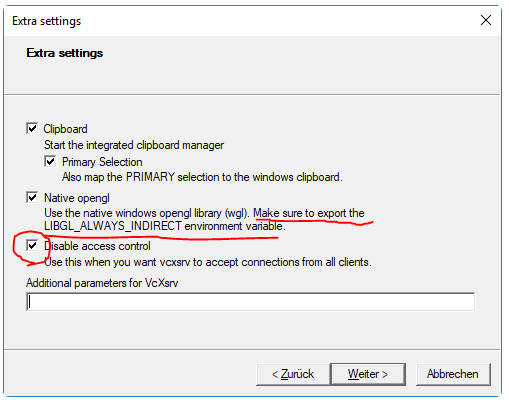 Extra settings
Extra settings
Clipboard
Start the integrated clipboard manager
Primary Selection
Also map the PRIMARY selection to the windows clipboard.
Native opengl
Use the native windows opengl library (wgl). Make sure to export the
LIBGL_ALWAYS_INDIRECT environment variable.
Disable access control
Use this when you want vcxsrv to accept connections from all clients.
Additional parameters for VcXsrv
< Zurück
Weiter >
Abbrechen